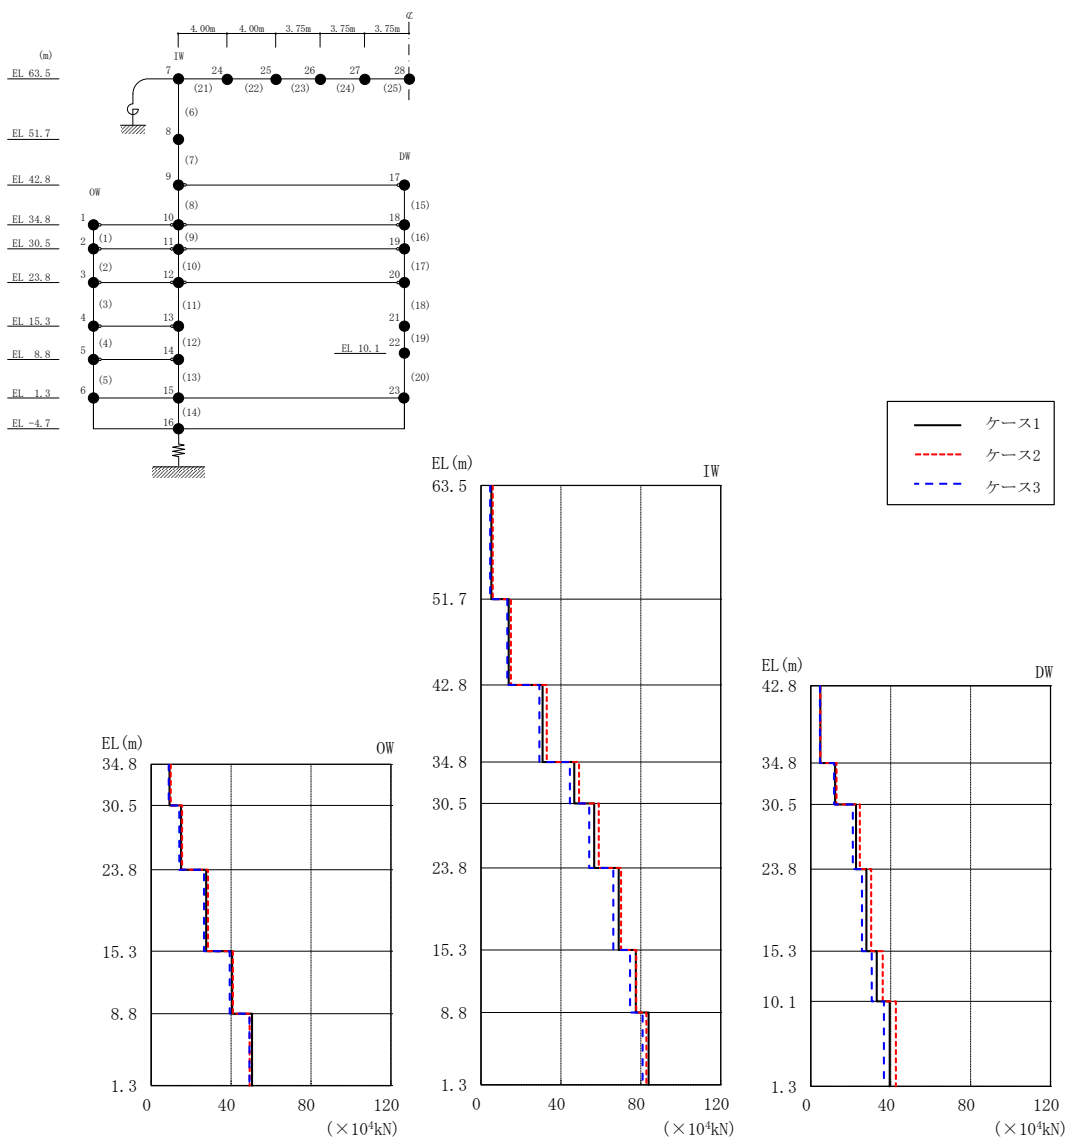 ℄
4.00m 4.00m 3.75m 3.75m 3.75m
(m)
IW
EL 63.5 7 24 25 26 27 28
(21) (22) (23) (24) (25)
(6)
EL 51.7 8
(7)
DW
EL 42.8 9 17
OW
(8) (15)
EL 34.8 1 10 18
(1) (9) (16)
EL 30.5 2 11 19
(2) (10) (17)
EL 23.8 3 12 20
(3) (11) (18)
EL 15.3 4 13 21
(4) (12) (19)
EL 10.1 22
EL 8.8 5 14
(5) (13) (20)
EL 1.3 6 15 23
(14)
EL -4.7 16
ケース1
ケース2
ケース3
EL(m) IW
63.5
51.7
42.8
34.8
30.5
23.8
15.3
8.8
1.3
0 40 80 120
(×10⁴kN)
EL(m) OW
34.8
30.5
23.8
15.3
8.8
1.3
0 40 80 120
(×10⁴kN)
EL(m) DW
42.8
34.8
30.5
23.8
15.3
10.1
1.3
0 40 80 120
(×10⁴kN)